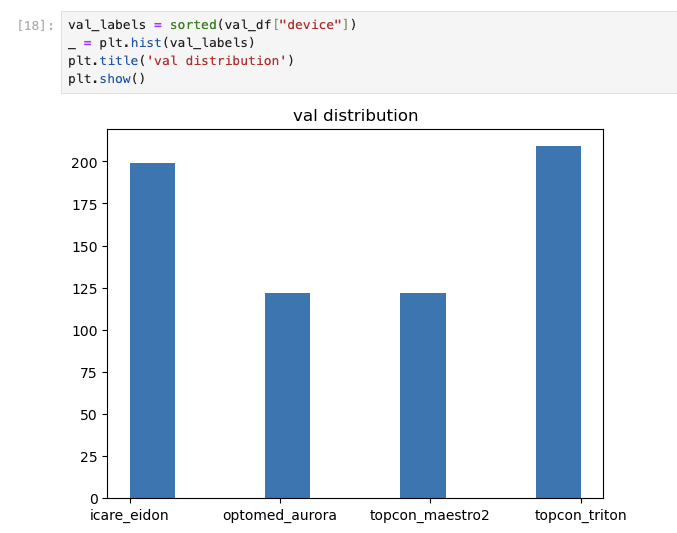 [18]: val_labels = sorted(val_df["device"])
_ = plt.hist(val_labels)
plt.title('val distribution')
plt.show()
val distribution
200
175
150
125
100
75
50
25
0
icare_eidon optomed_aurora topcon_maestro2 topcon_triton